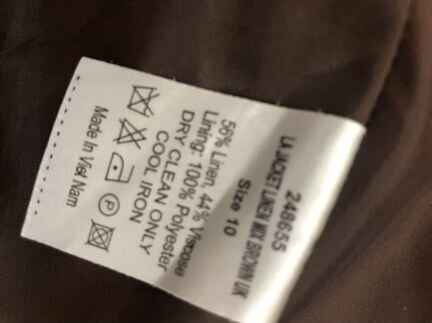 248655
LA JACKET LINEN MIX BROWN UK
Size 10
56% Linen, 44% Viscose
Lining: 100% Polyester
DRY CLEAN ONLY
COOL IRON
P
Made In Viet Nam